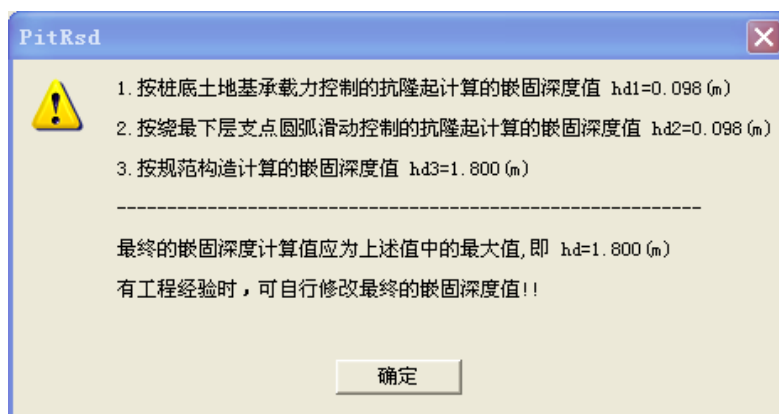 PitRsd
1.按桩底土地基承载力控制的抗隆起计算的嵌固深度值 hd1=0.098(m)
2.按绕最下层支点圆弧滑动控制的抗隆起计算的嵌固深度值 hd2=0.098(m)
3.按规范构造计算的嵌固深度值 hd3=1.800(m)
----------------------------------------------------------
最终的嵌固深度计算值应为上述值中的最大值,即 hd=1.800(m)
有工程经验时，可自行修改最终的嵌固深度值!!
确定